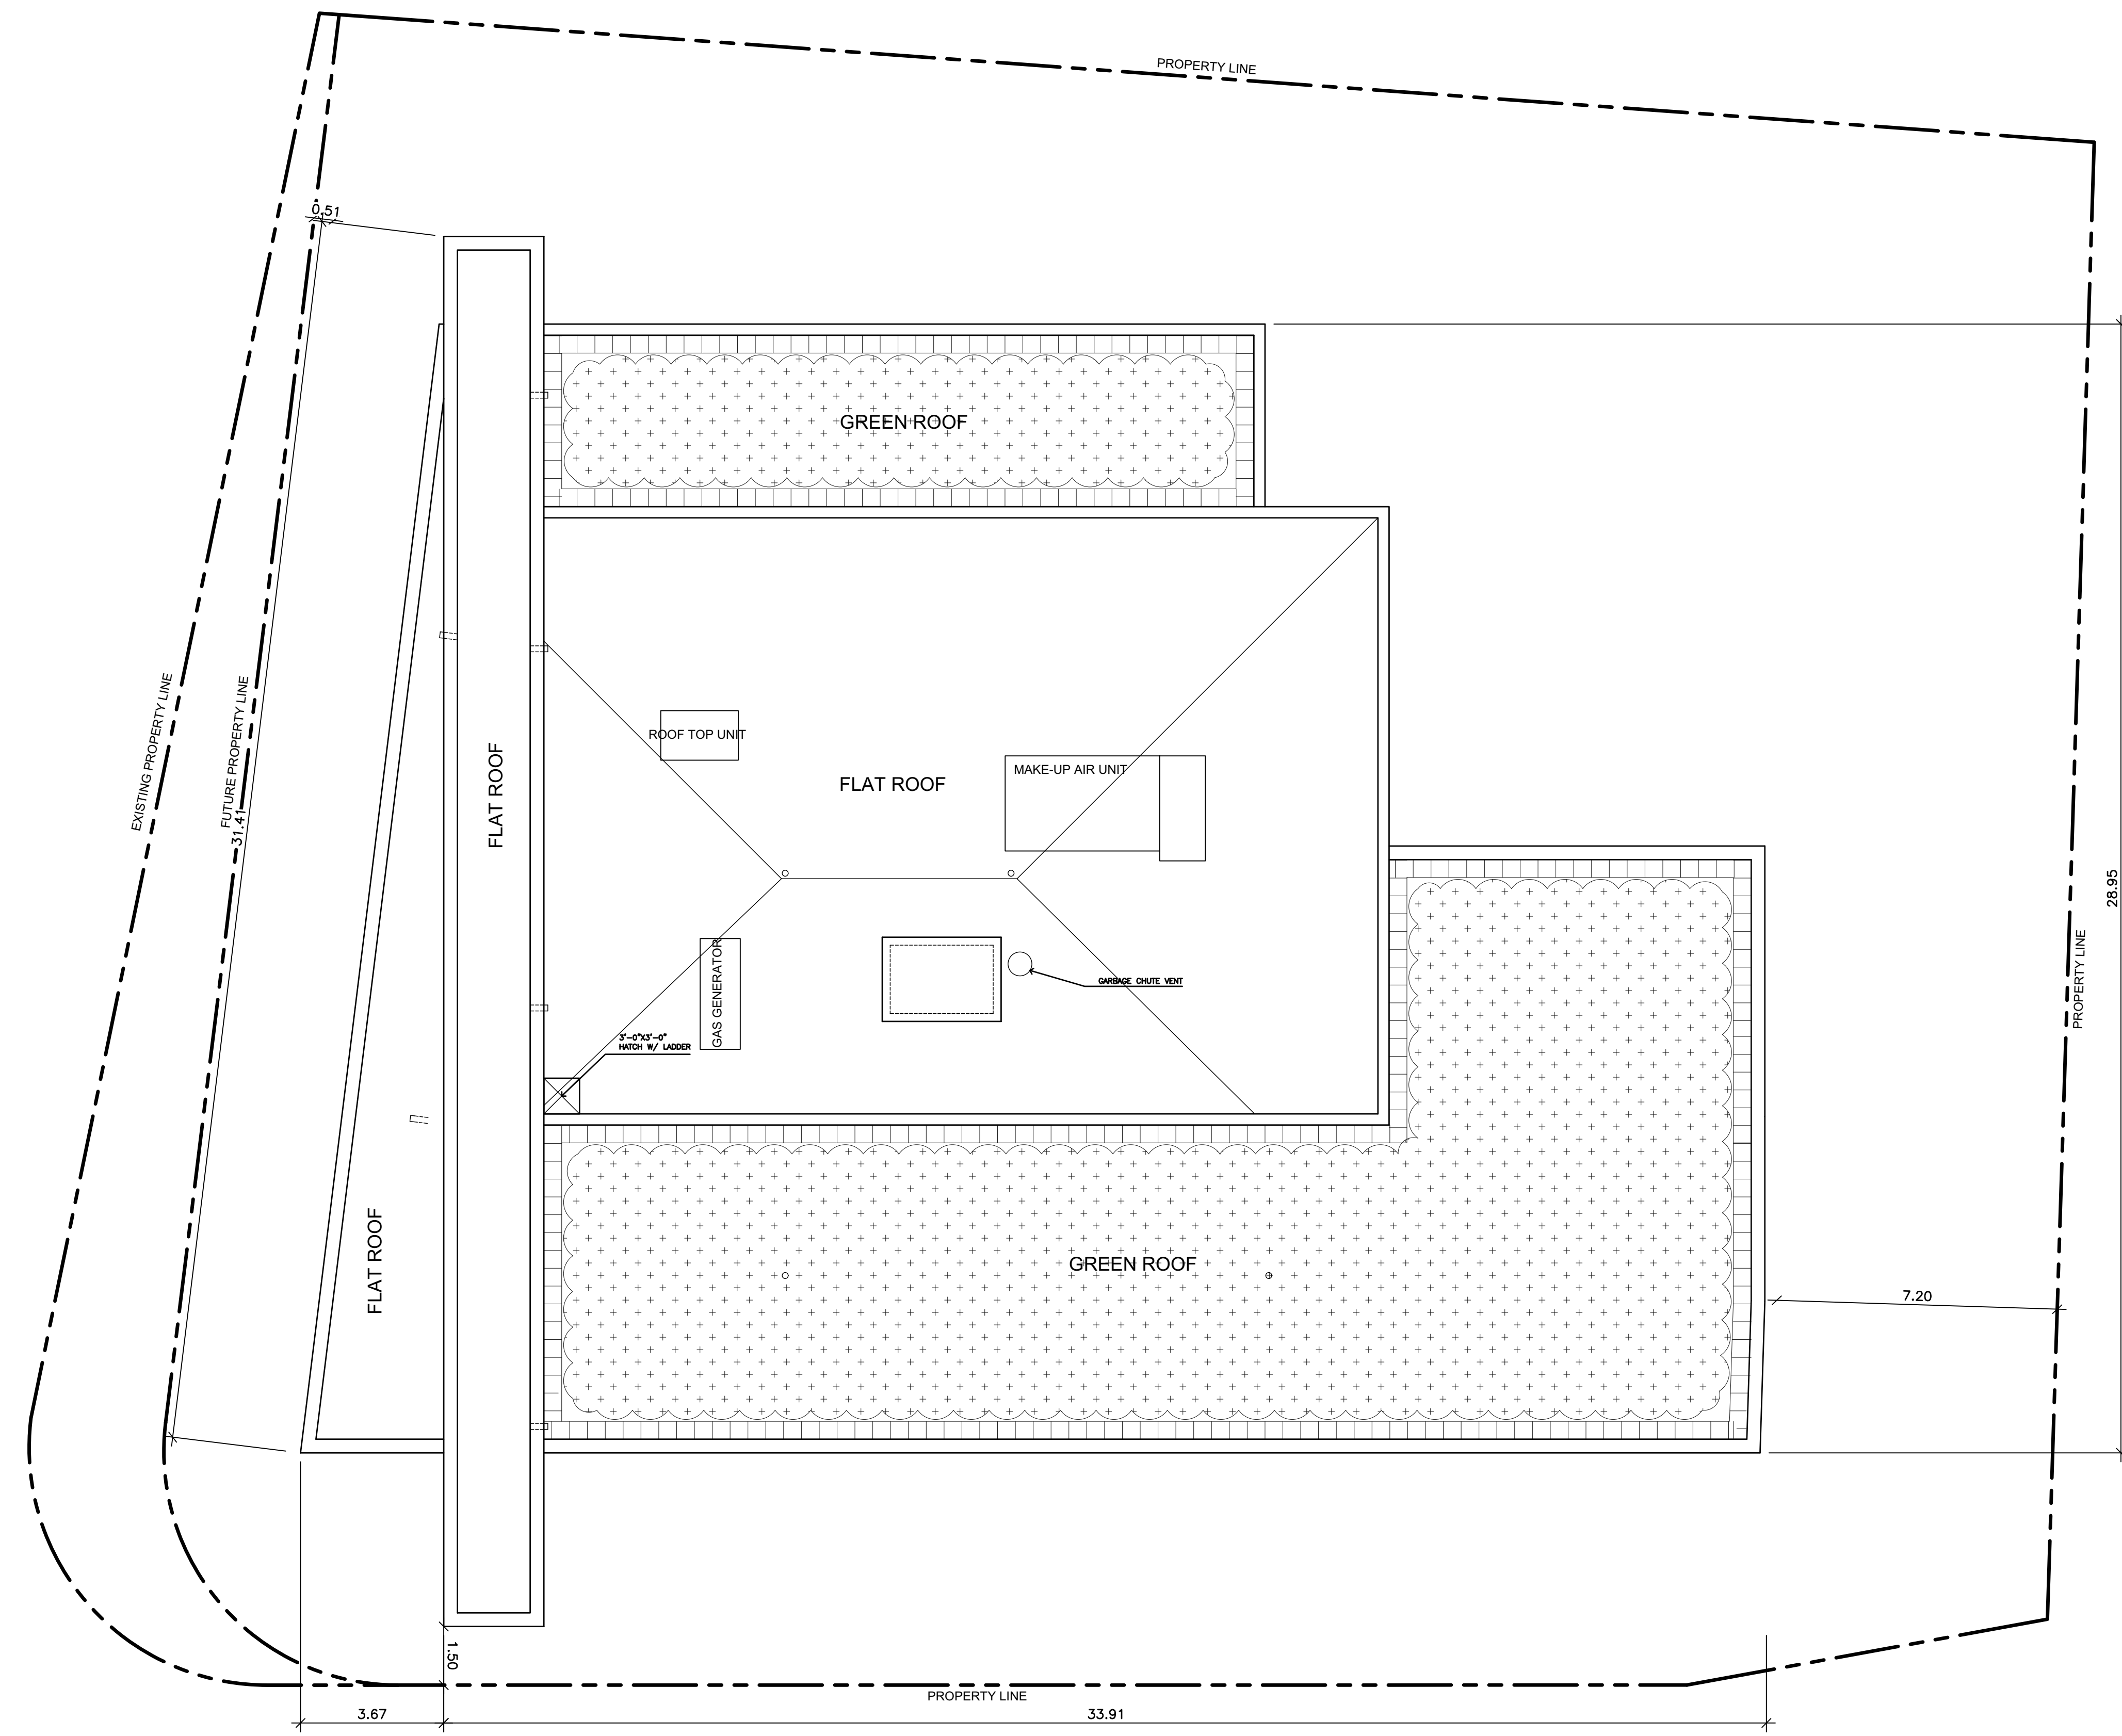 PROPERTY LINE
0.51
GREEN ROOF
EXISTING PROPERTY LINE
FUTURE PROPERTY LINE
31.41
FLAT ROOF
ROOF TOP UNIT
FLAT ROOF
MAKE-UP AIR UNIT
28.95
PROPERTY LINE
GAS GENERATOR
GARBAGE CHUTE VENT
3'-0"X3'-0"
HATCH W/ LADDER
FLAT ROOF
GREEN ROOF
7.20
1.50
PROPERTY LINE
3.67
33.91